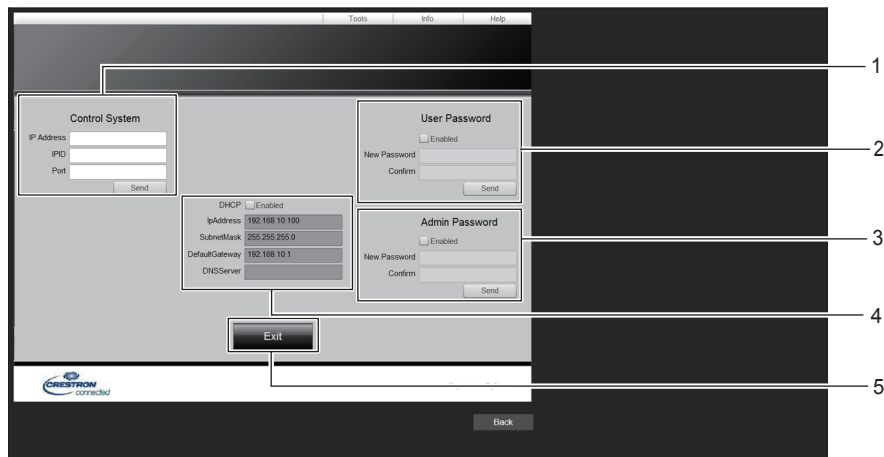 Tools Info Help
1
Control System
IP Address
IPID
Port
Send
User Password
Enabled
New Password
Confirm
Send
2
DHCP Enabled
IpAddress 192.168.10.100
SubnetMask 255.255.255.0
DefaultGateway 192.168.10.1
DNSServer
Admin Password
Enabled
New Password
Confirm
Send
3
4
Exit
5
CRESTRON
connected
Back